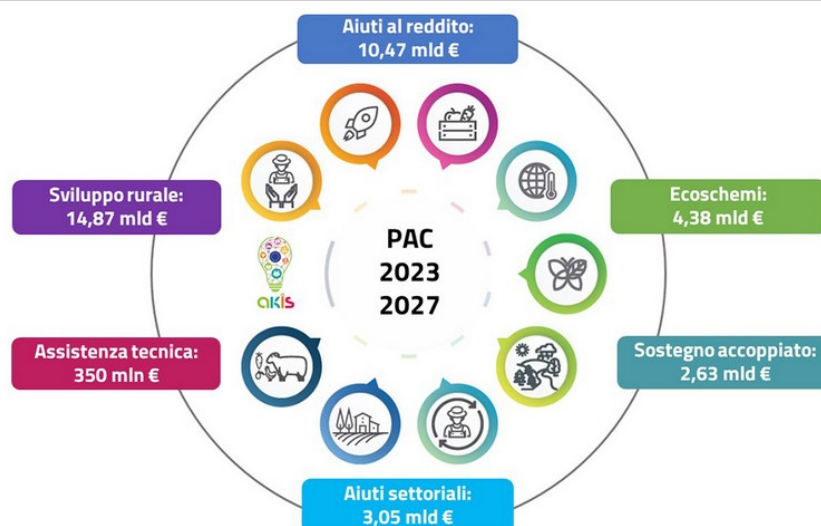 Aiuti al reddito:
10,47 mld €
Sviluppo rurale:
14,87 mld €
Ecoschemi:
4,38 mld €
PAC
2023
2027
akis
Assistenza tecnica:
350 mln €
Sostegno accoppiato:
2,63 mld €
Aiuti settoriali:
3,05 mld €